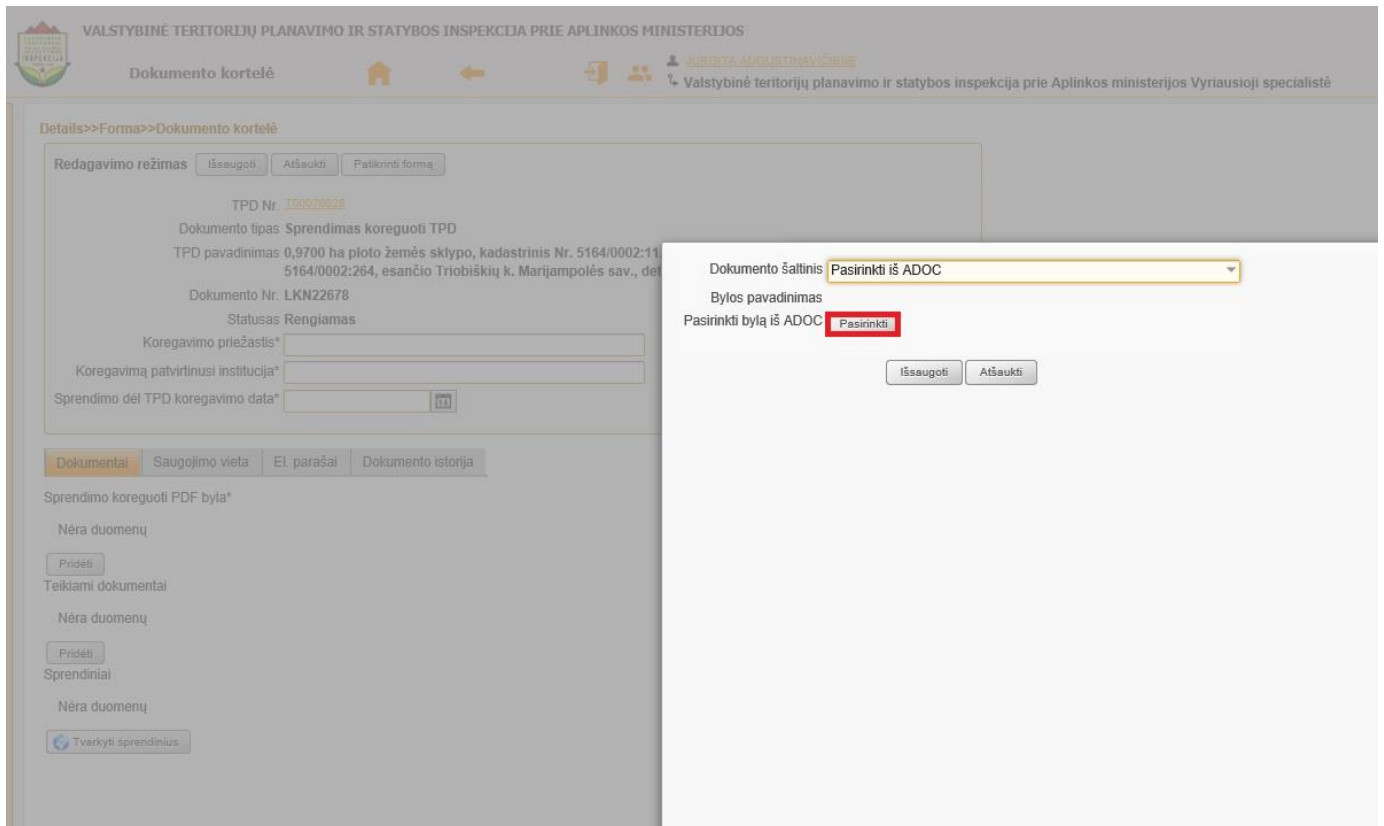 VALSTYBINĖ TERITORIJŲ PLANAVIMO IR STATYBOS INSPEKCIJA PRIE APLINKOS MINISTERIJOS
Dokumento kortelė
JURGITA AUGUSTINAVIČIENĖ
Valstybinė teritorijų planavimo ir statybos inspekcija prie Aplinkos ministerijos Vyriausioji specialistė
Details>>Forma>>Dokumento kortelė
Redagavimo režimas Išsaugoti Atšaukti Patikrinti formą
TPD Nr. T00070828
Dokumento tipas Sprendimas koreguoti TPD
TPD pavadinimas 0,9700 ha ploto žemės sklypo, kadastrinis Nr. 5164/0002:11
5164/0002:264, esančio Triobiškių k. Marijampolės sav., det
Dokumento Nr. LKN22678
Statusas Rengiamas
Koregavimo priežastis*
Koregavimą patvirtinusi institucija*
Sprendimo dėl TPD koregavimo data*
Dokumentai Saugojimo vieta El. parašai Dokumento istorija
Sprendimo koreguoti PDF byla*
Nėra duomenų
Pridėti
Teikiami dokumentai
Nėra duomenų
Pridėti
Sprendiniai
Nėra duomenų
Tvarkyti sprendinius
Dokumento šaltinis Pasirinkti iš ADOC
Bylos pavadinimas
Pasirinkti bylą iš ADOC Pasirinkti
Išsaugoti Atšaukti